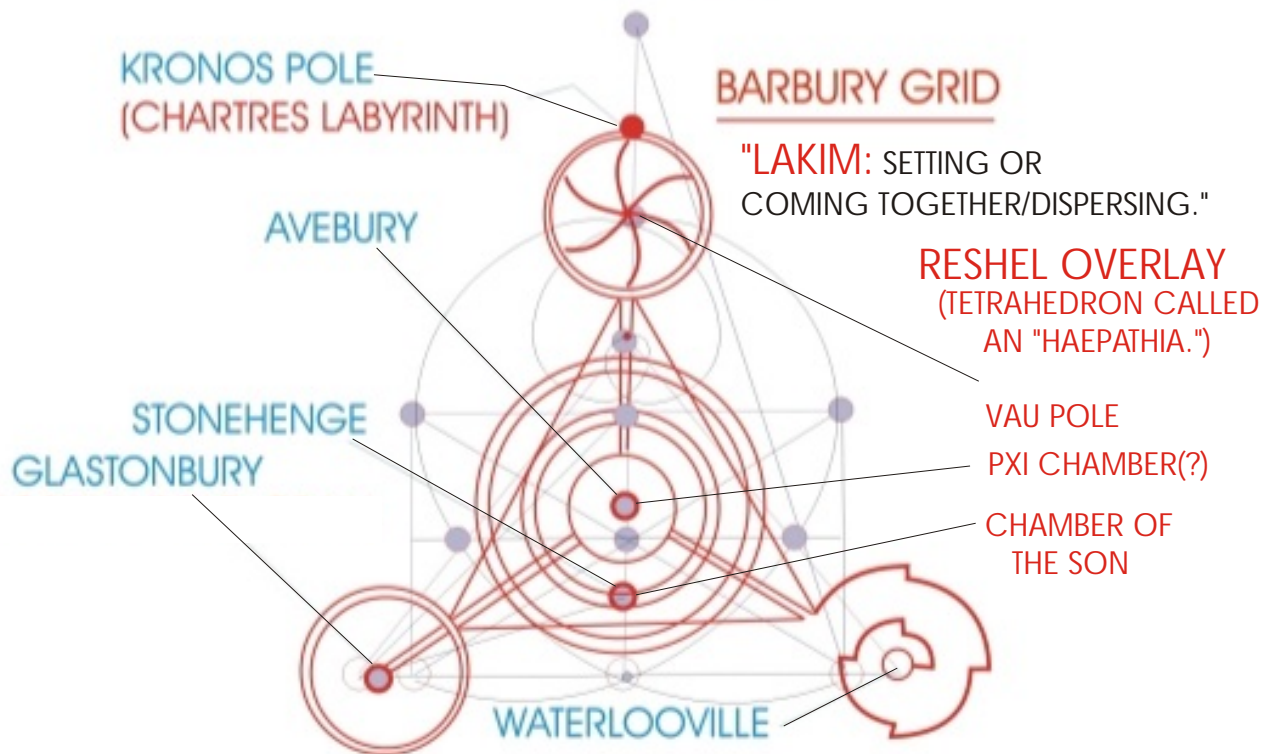 KRONOS POLE
(CHARTRES LABYRINTH)
BARBURY GRID
"LAKIM: SETTING OR
COMING TOGETHER/DISPERSING."
AVEBURY
RESHEL OVERLAY
(TETRAHEDRON CALLED
AN "HAEPATHIA.")
STONEHENGE
GLASTONBURY
VAU POLE
PXI CHAMBER(?)
CHAMBER OF
THE SON
WATERLOOVILLE